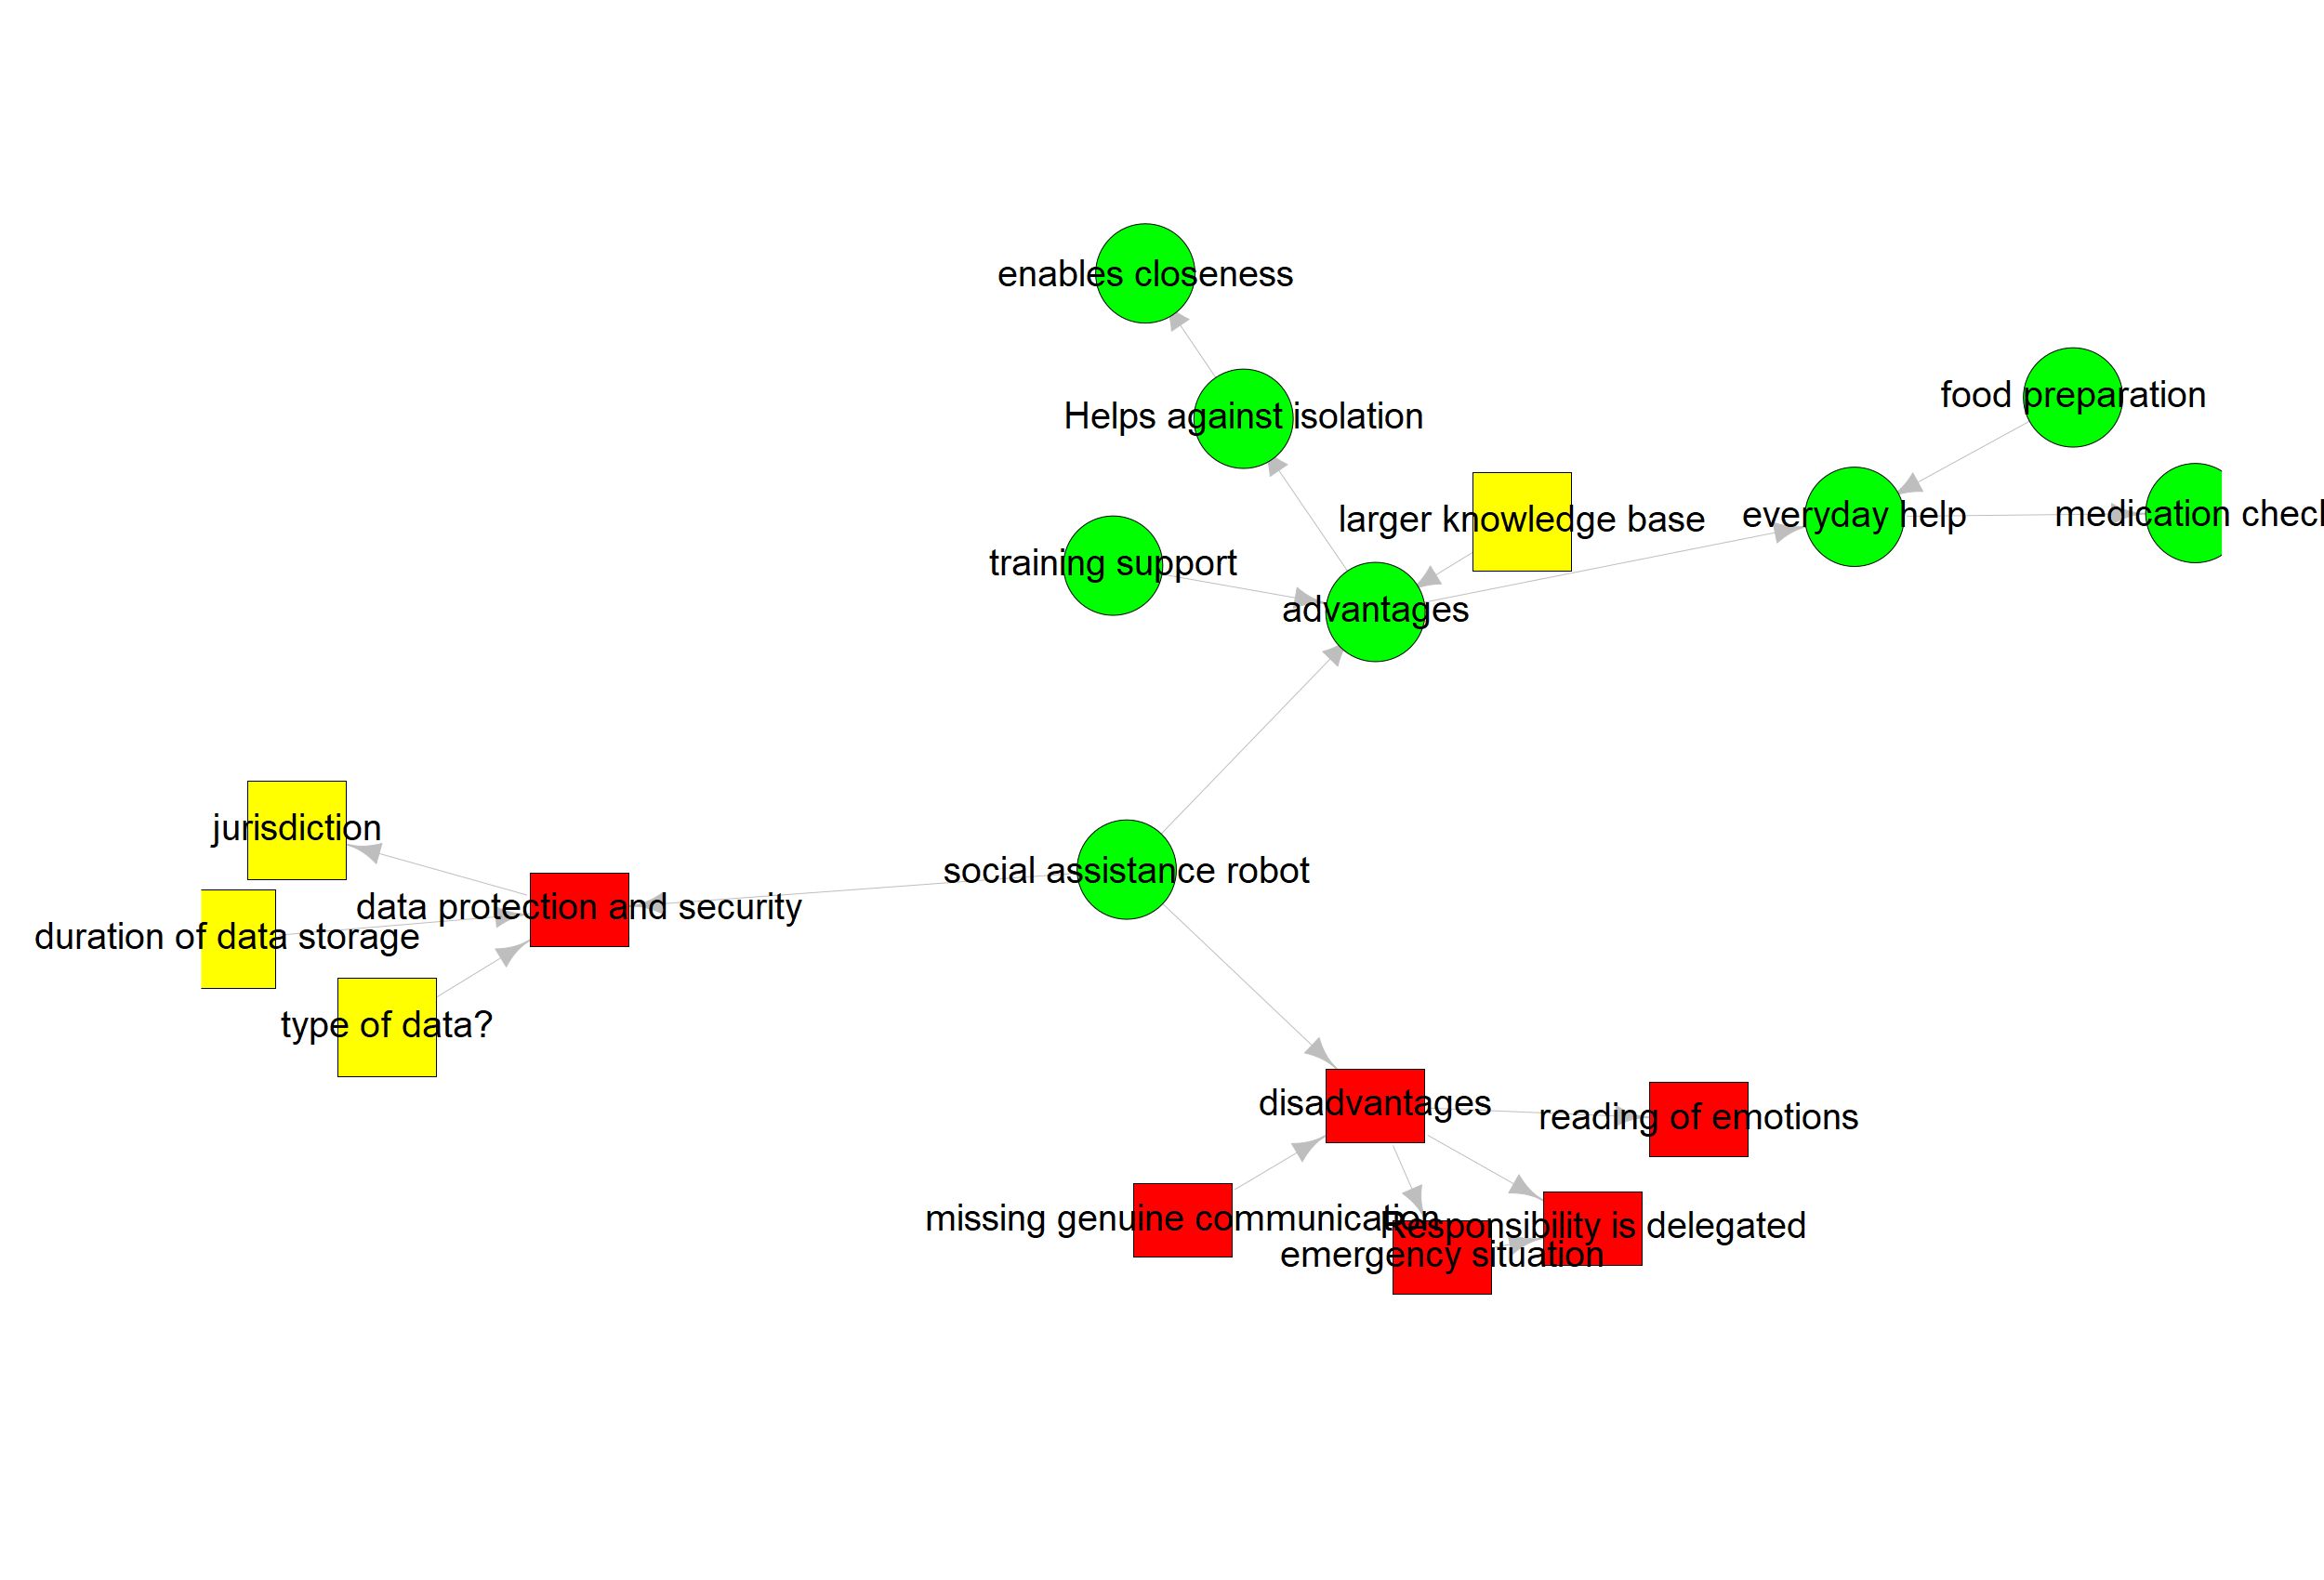 enables closeness
food preparation
Helps against isolation
medication chec
everyday help
larger knowledge base
training support
advantages
jurisdiction
social assistance robot
data protection and security
duration of data storage
type of data?
disadvantages
reading of emotions
missing genuine communication
Responsibility is delegated
emergency situation